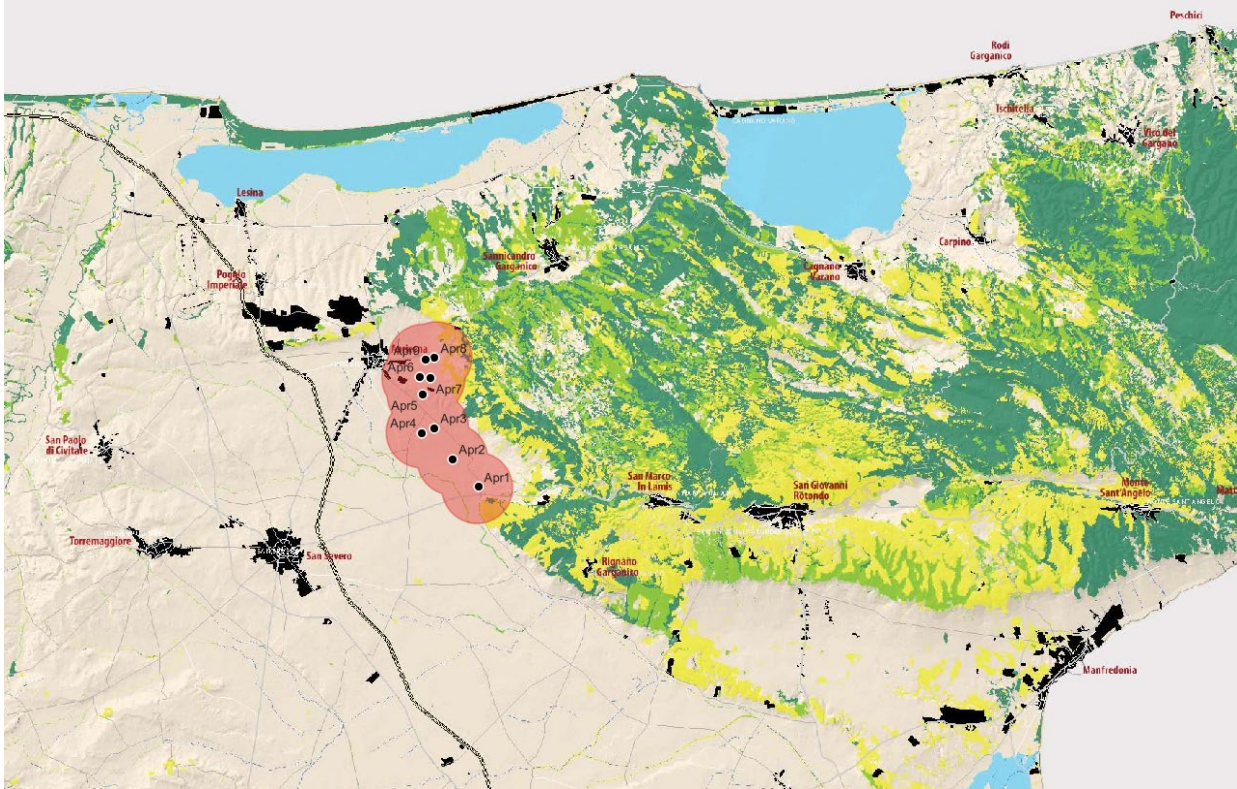 Peschici
Rodi
Garganico
Ischitella
Vico del
Gargano
Lesina
Carpino
Sannicandro
Garganico
Cagnano
Varano
Poggio
Imperiale
Apr9
Apr8
Apr6
Apr7
Apr5
Apr4
Apr3
Apr2
Apr1
San Paolo
di Civitate
San Marco
In Lamis
San Giovanni
Rotondo
Monte
Sant'Angelo
Torremaggiore
San Severo
Rignano
Garganico
Manfredonia